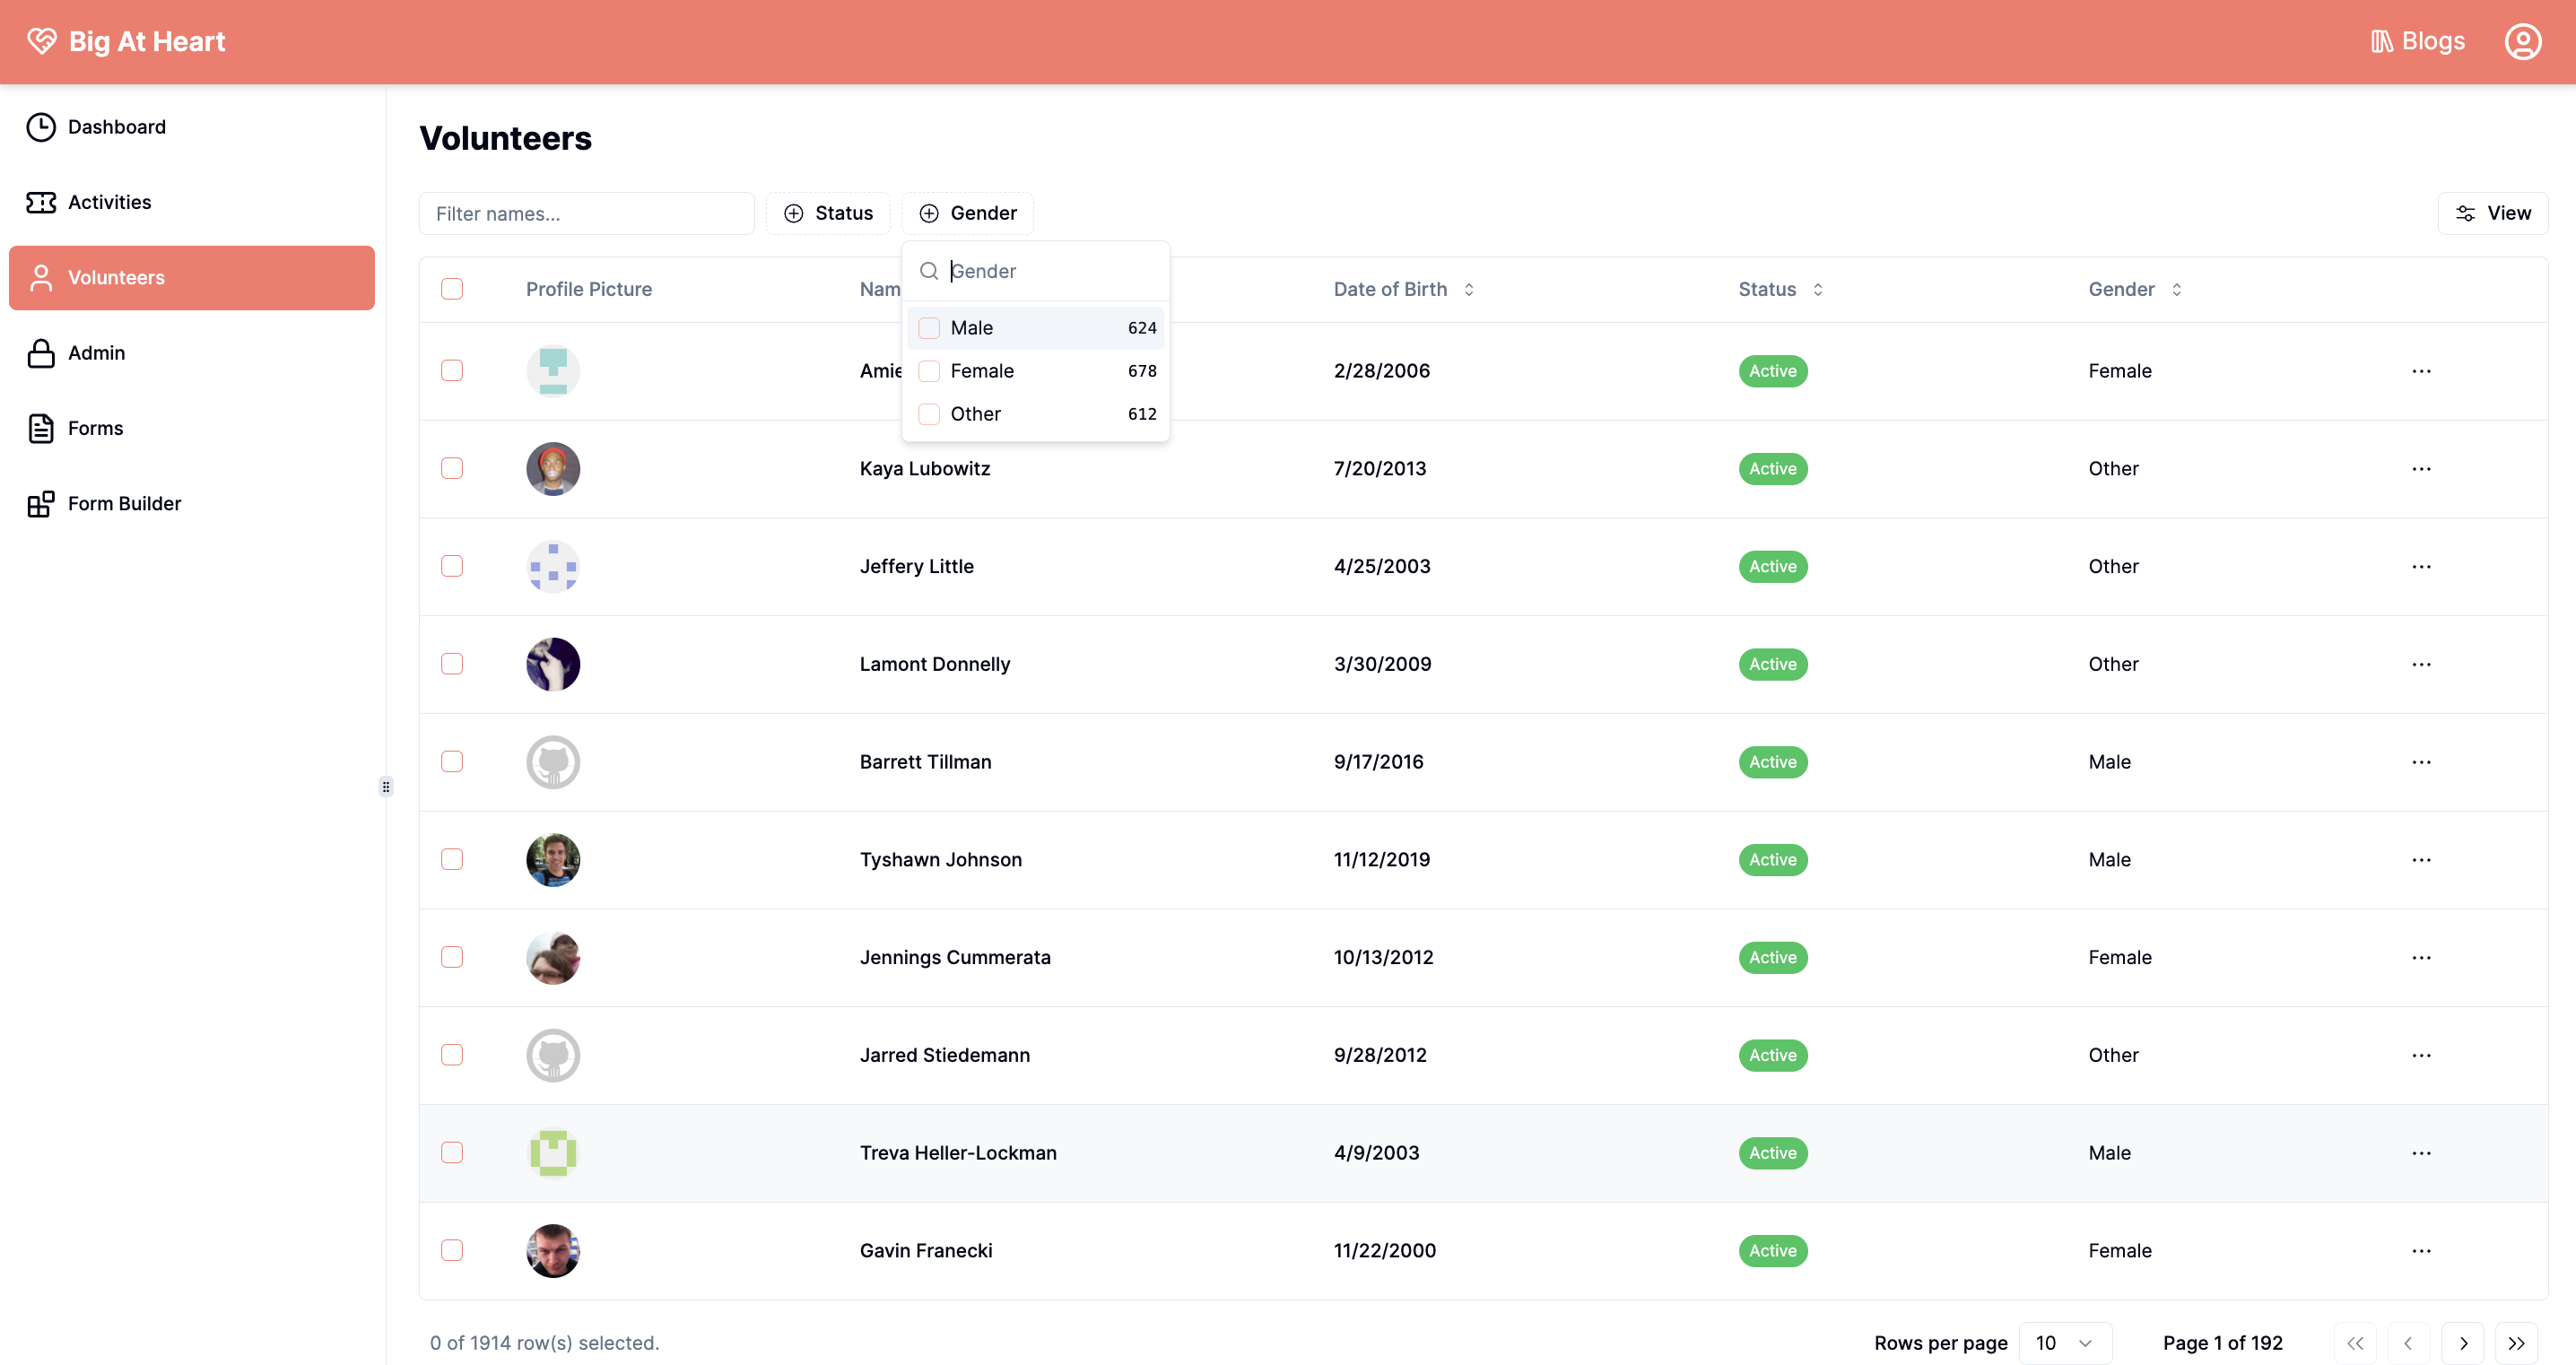 Big At Heart
Blogs
Dashboard
Activities
Volunteers
Admin
Forms
Form Builder
Volunteers
Filter names...
Status
Gender
View
Gender
Male 624
Female 678
Other 612
Profile Picture Nam Date of Birth Status Gender
Amie 2/28/2006 Active Female
Kaya Lubowitz 7/20/2013 Active Other
Jeffery Little 4/25/2003 Active Other
Lamont Donnelly 3/30/2009 Active Other
Barrett Tillman 9/17/2016 Active Male
Tyshawn Johnson 11/12/2019 Active Male
Jennings Cummerata 10/13/2012 Active Female
Jarred Stiedemann 9/28/2012 Active Other
Treva Heller-Lockman 4/9/2003 Active Male
Gavin Franecki 11/22/2000 Active Female
0 of 1914 row(s) selected.
Rows per page 10 Page 1 of 192